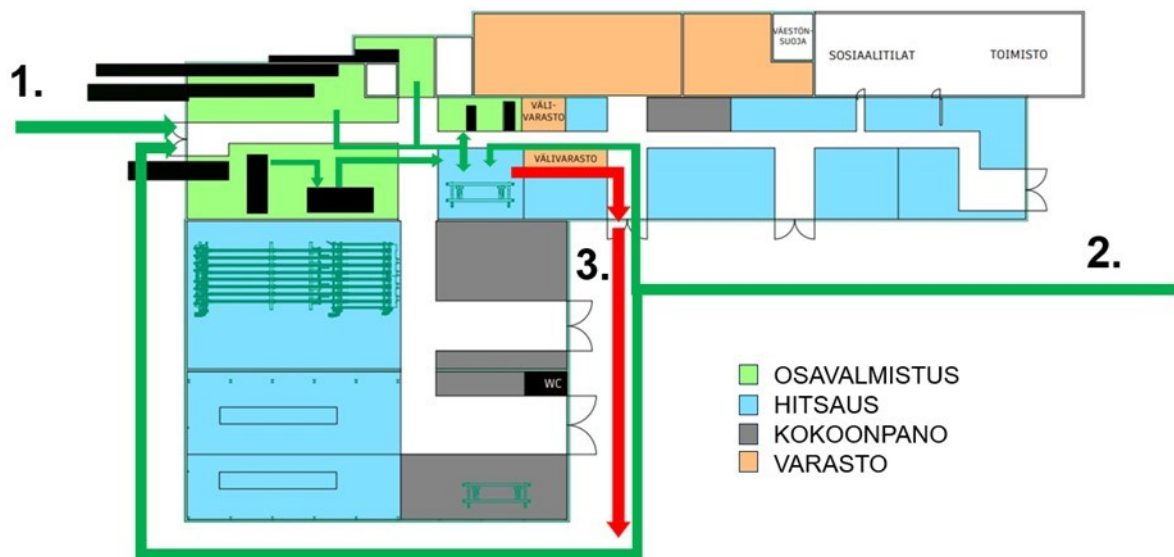 VÄESTÖN-
SUOJA
SOSIAALITILAT
TOIMISTO
1.
VÄLI-
VARASTO
VÄLIVARASTO
3.
2.
WC
OSAVALMISTUS
HITSAUS
KOKOONPANO
VARASTO